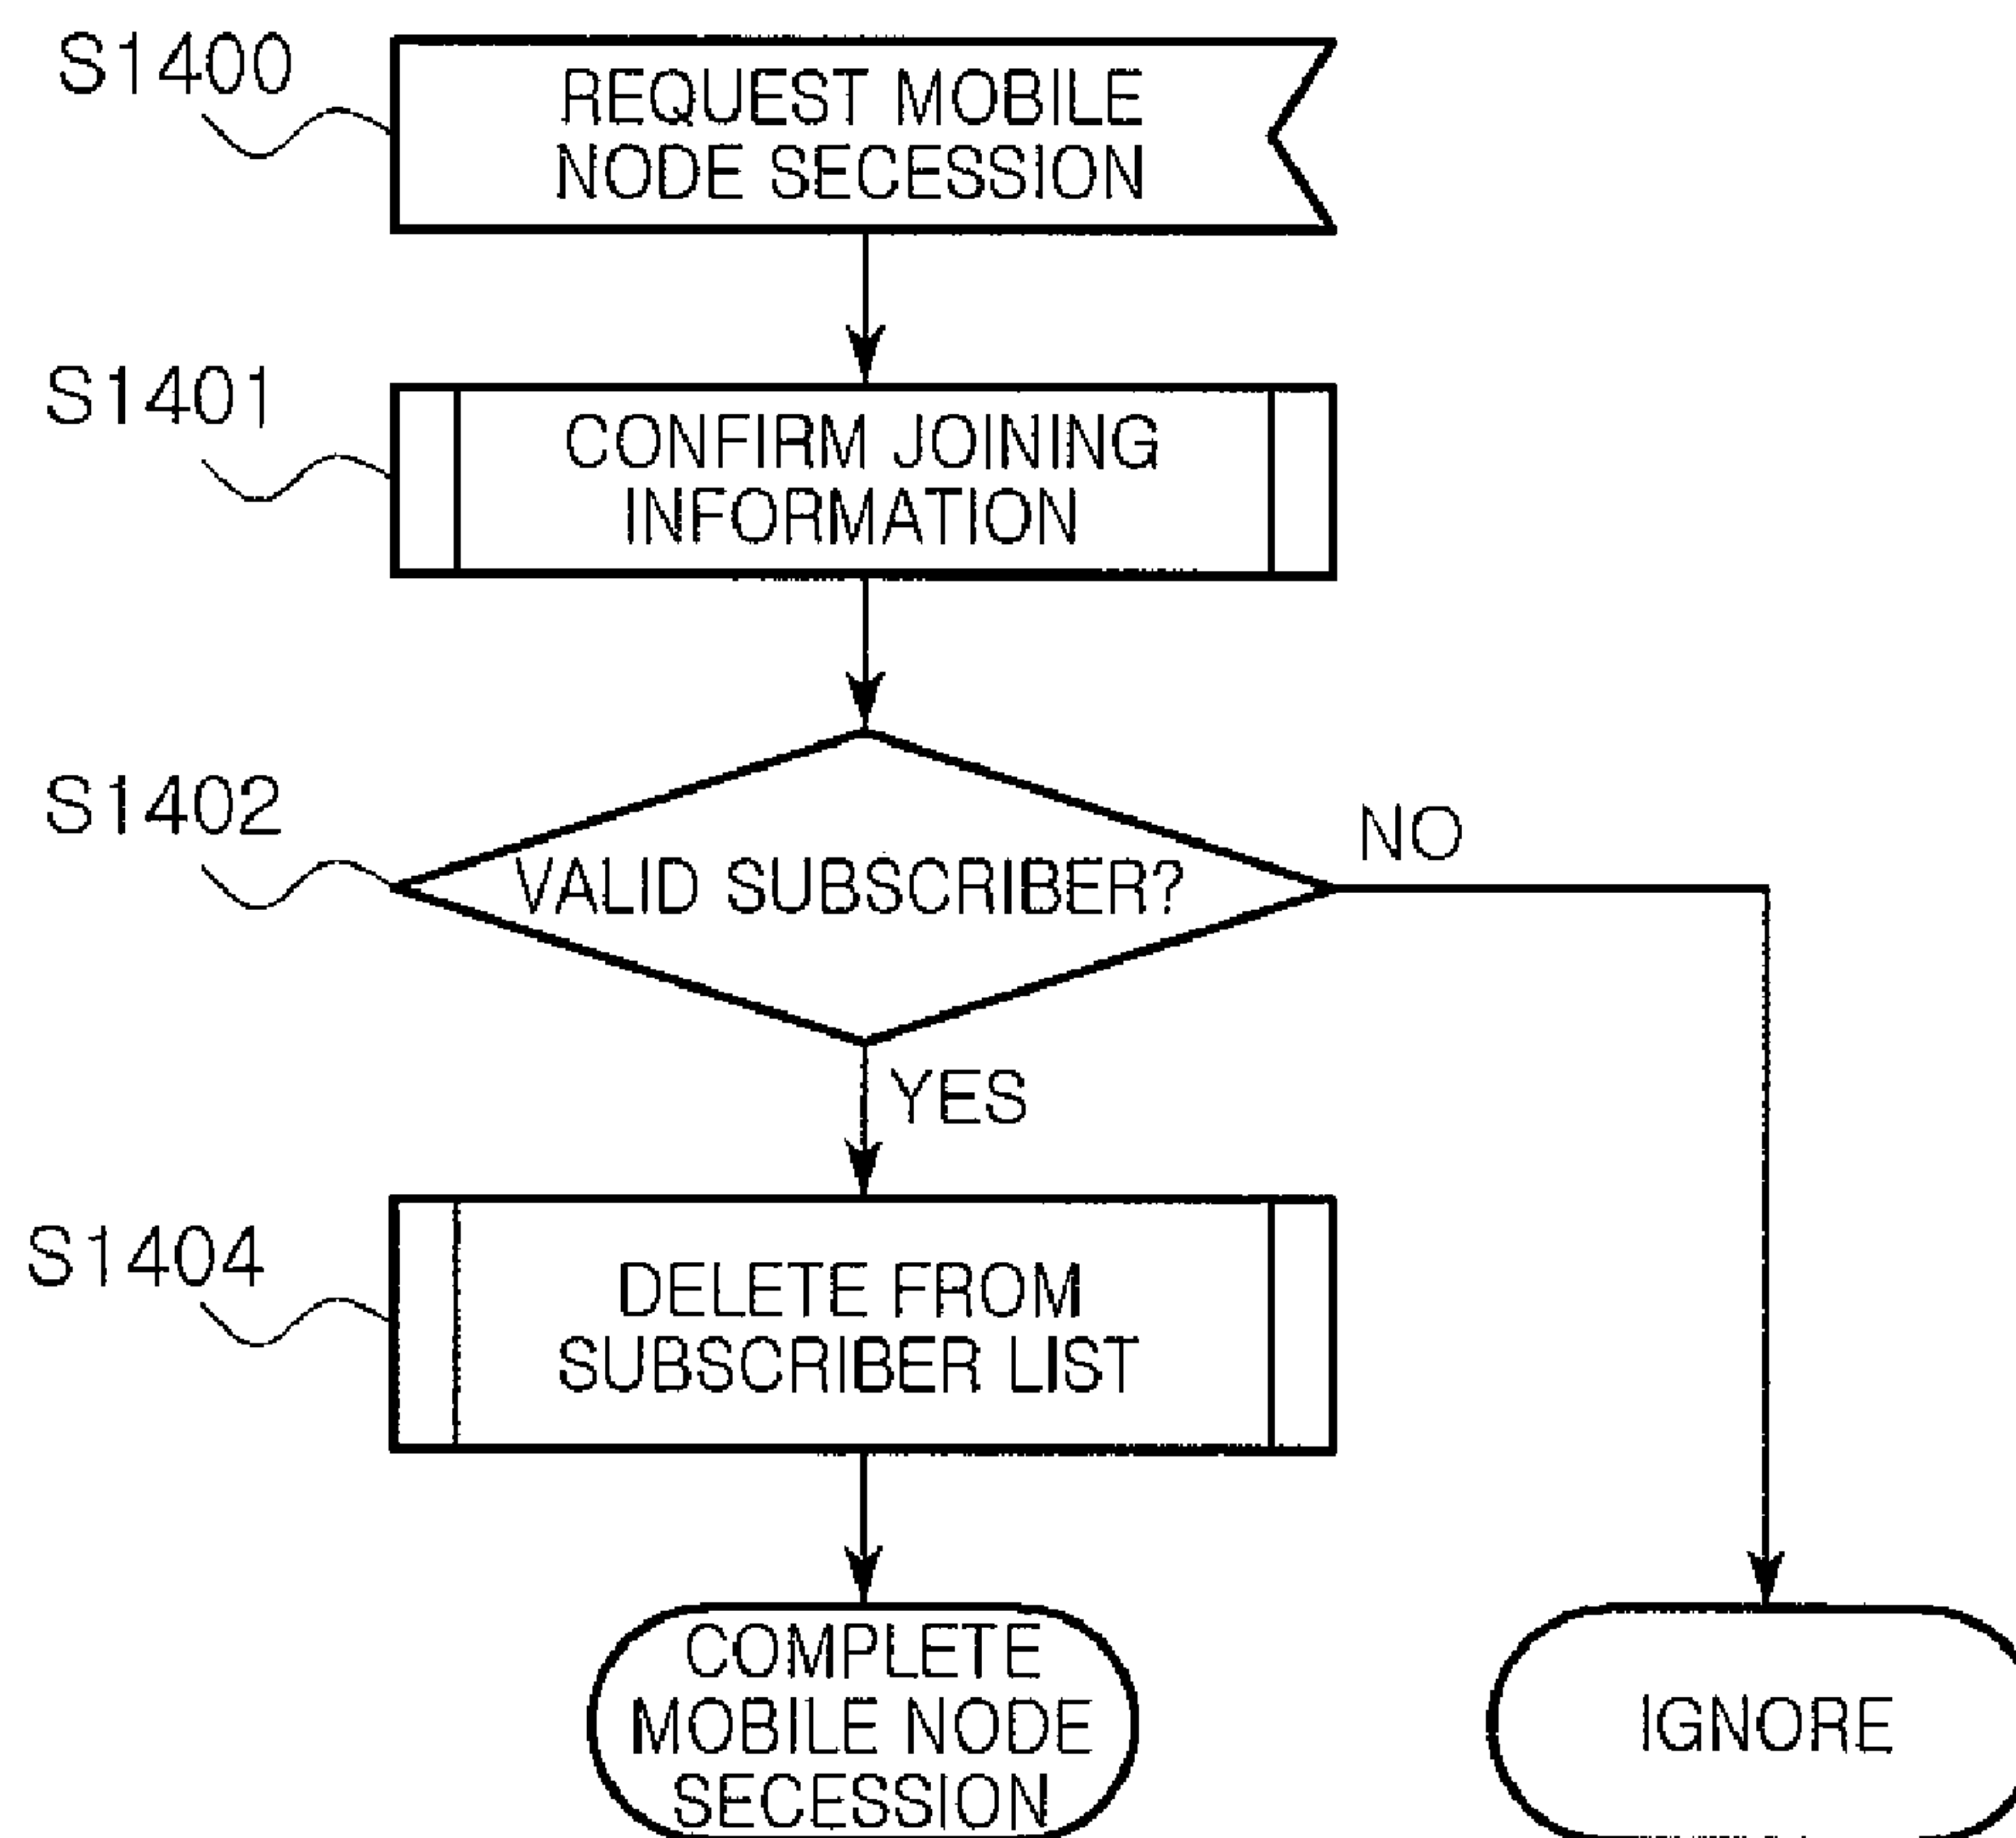 S1400
REQUEST MOBILE
NODE SECESSION
S1401
CONFIRM JOINING
INFORMATION
S1402
VALID SUBSCRIBER?
NO
YES
S1404
DELETE FROM
SUBSCRIBER LIST
COMPLETE
MOBILE NODE
SECESSION
IGNORE